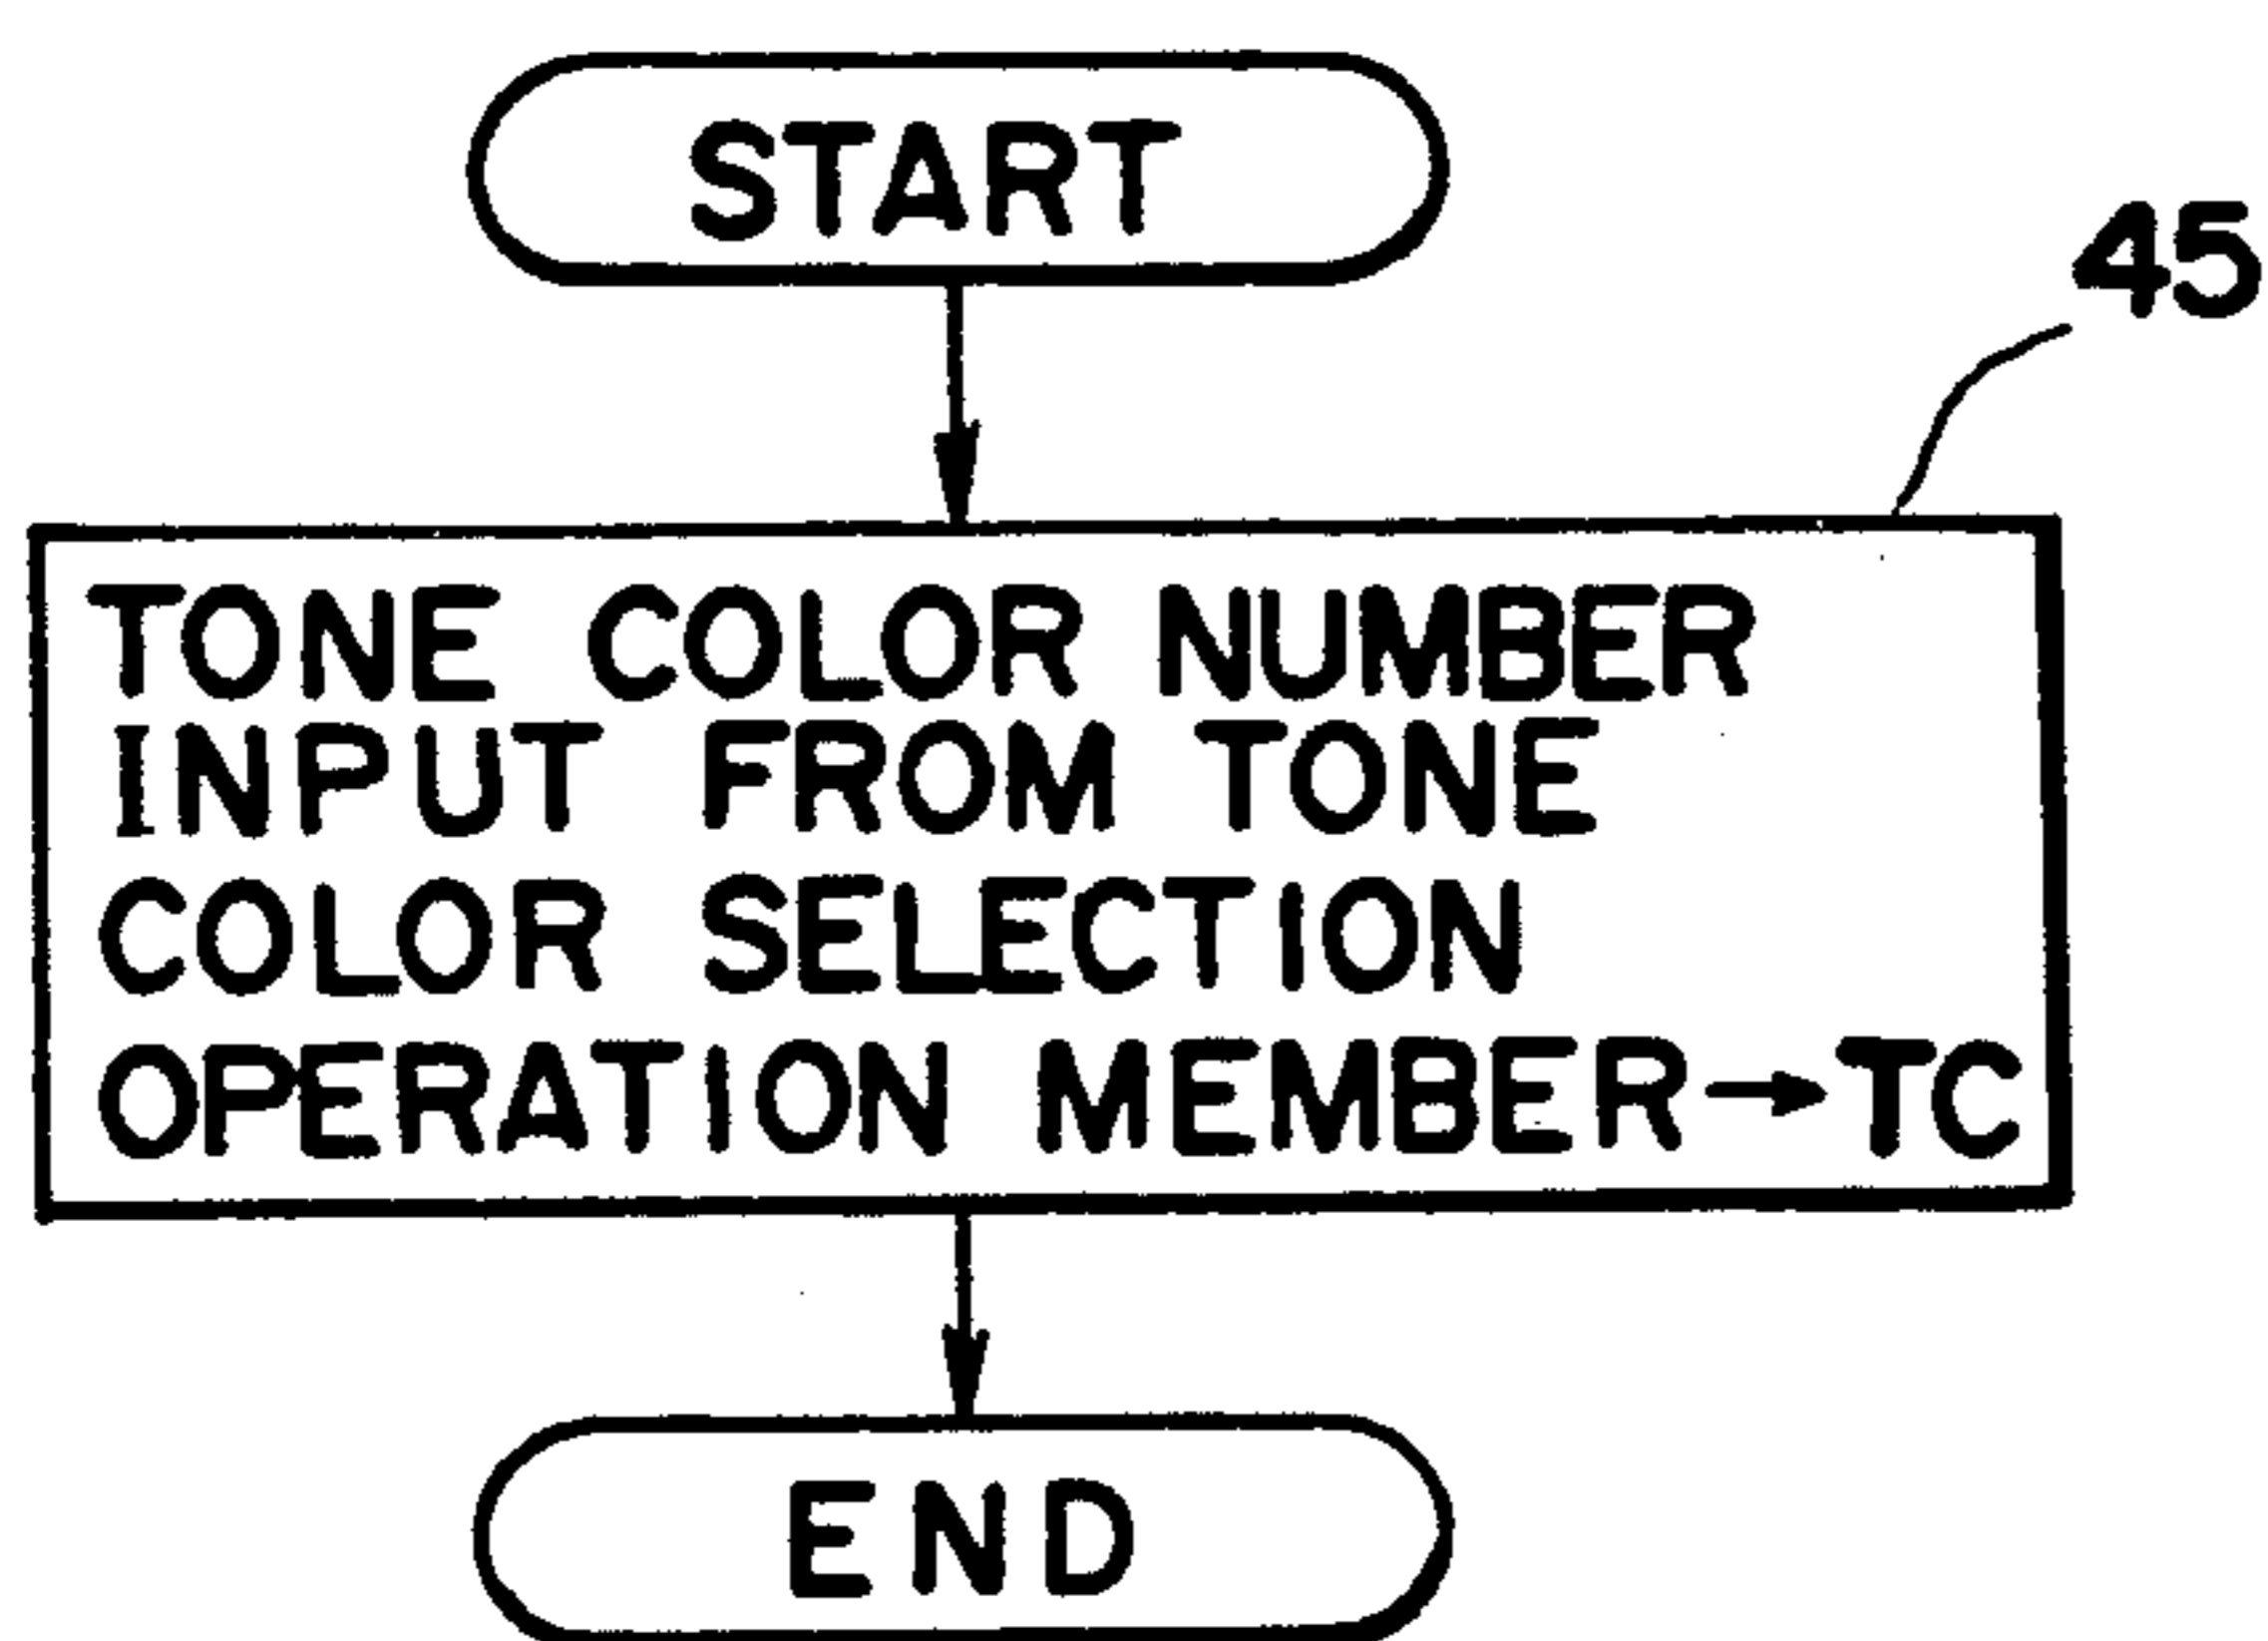 START
45
TONE COLOR NUMBER
INPUT FROM TONE
COLOR SELECTION
OPERATION MEMBER→TC
END